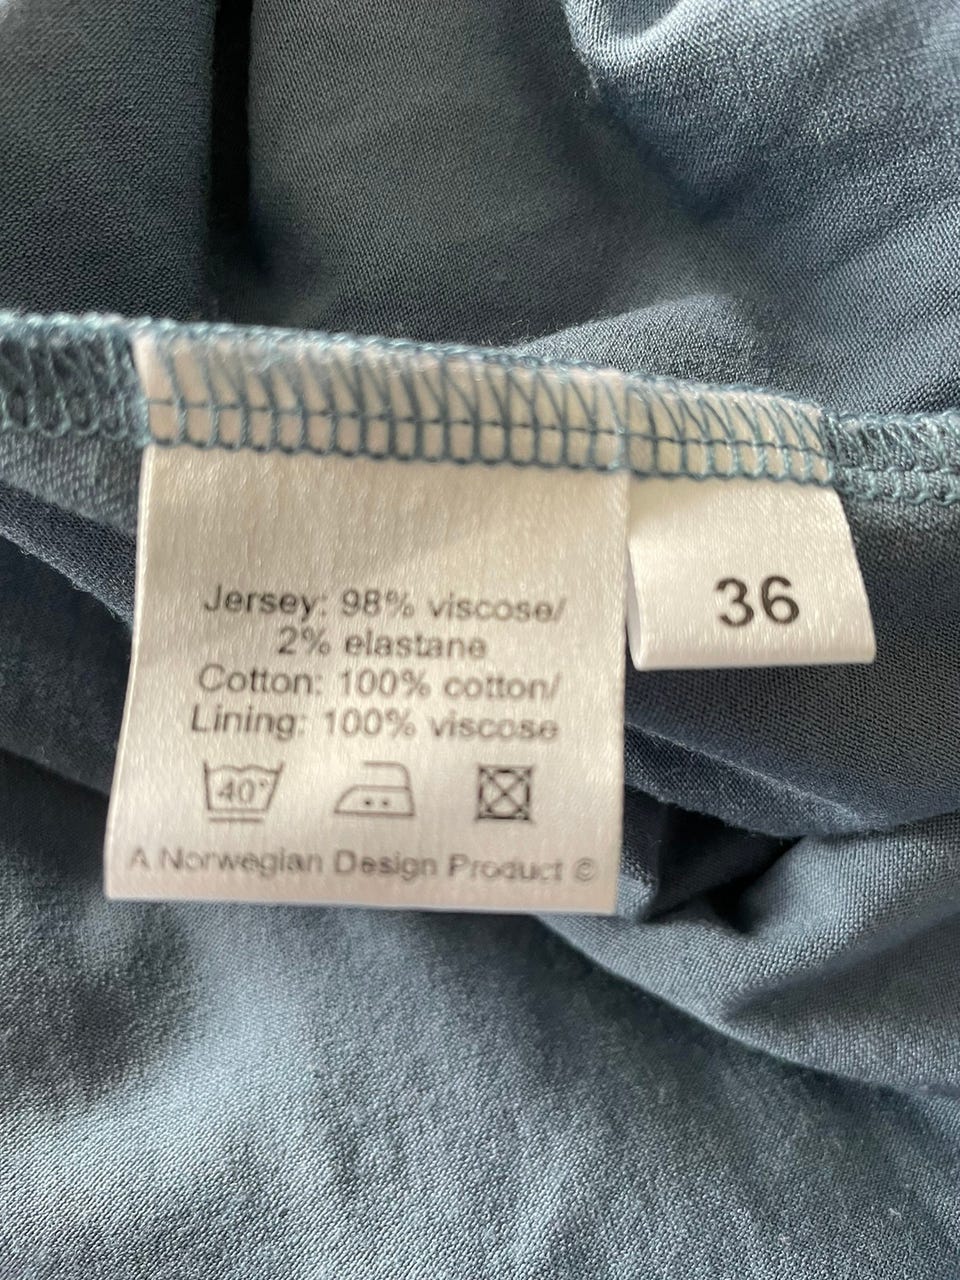 Jersey: 98% viscose/
2% elastane
Cotton: 100% cotton/
Lining: 100% viscose
40°
A Norwegian Design Product ©
36